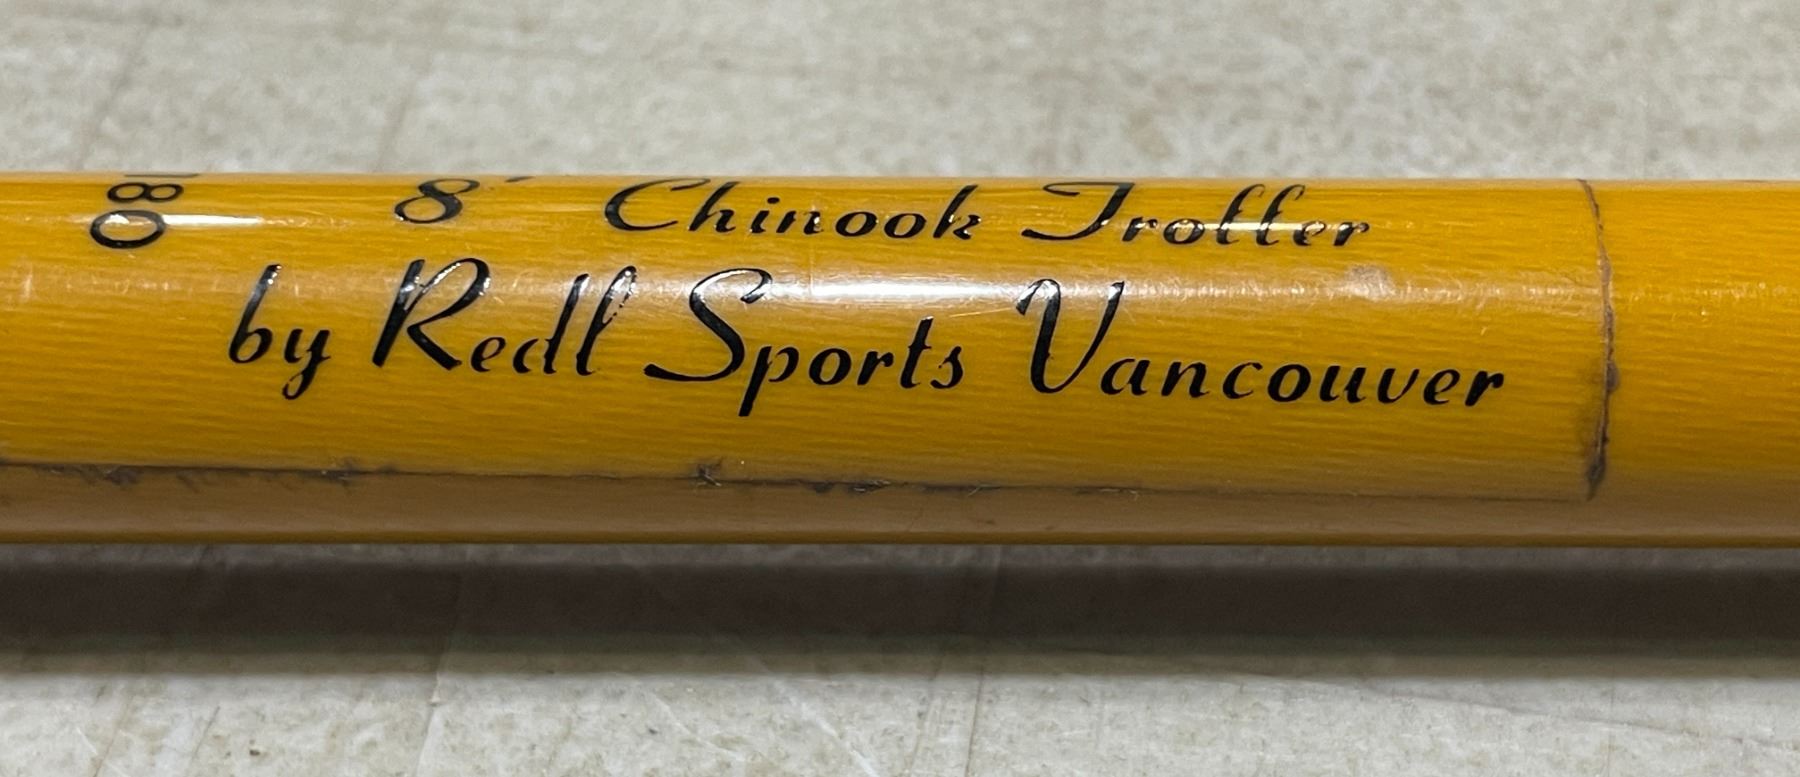 8' Chinook Troller
by Redl Sports Vancouver